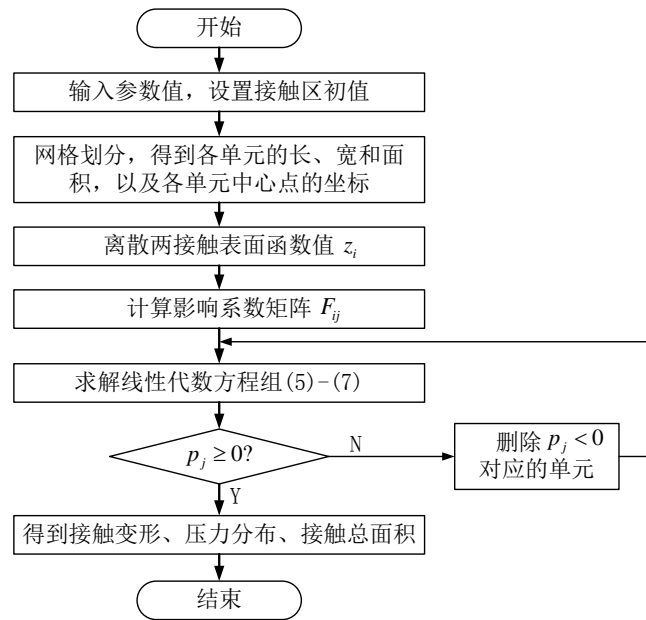 开始
输入参数值，设置接触区初值
网格划分，得到各单元的长、宽和面
积，以及各单元中心点的坐标
离散两接触表面函数值 z_i
计算影响系数矩阵 F_ij
求解线性代数方程组(5)-(7)
p_j ≥ 0?
N
删除 p_j < 0
对应的单元
Y
得到接触变形、压力分布、接触总面积
结束